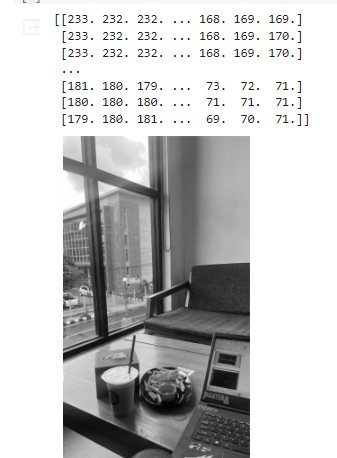 [[233. 232. 232. ... 168. 169. 169.]
[233. 232. 232. ... 168. 169. 170.]
[233. 232. 232. ... 168. 169. 170.]
...
[181. 180. 179. ... 73. 72. 71.]
[180. 180. 180. ... 71. 71. 71.]
[179. 180. 181. ... 69. 70. 71.]]